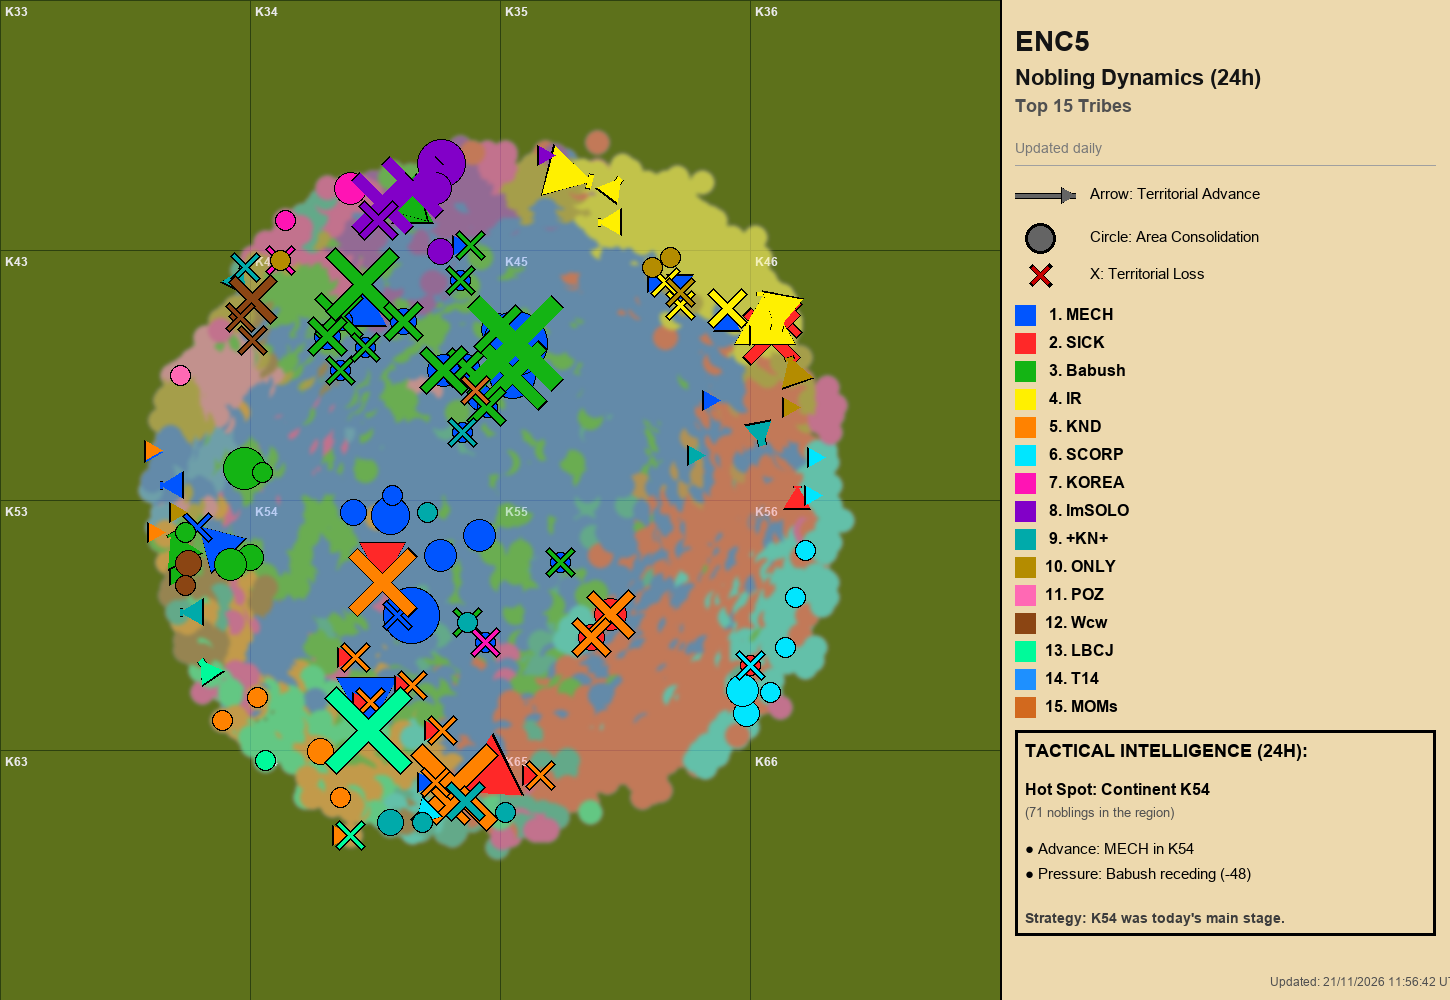 K33
K34
K35
K36
K43
K45
K46
K53
K54
K55
K56
K63
K65
K66
ENC5
Nobling Dynamics (24h)
Top 15 Tribes
Updated daily
Arrow: Territorial Advance
Circle: Area Consolidation
X: Territorial Loss
1. MECH
2. SICK
3. Babush
4. IR
5. KND
6. SCORP
7. KOREA
8. ImSOLO
9. +KN+
10. ONLY
11. POZ
12. Wcw
13. LBCJ
14. T14
15. MOMs
TACTICAL INTELLIGENCE (24H):
Hot Spot: Continent K54
(71 noblings in the region)
● Advance: MECH in K54
● Pressure: Babush receding (-48)
Strategy: K54 was today's main stage.
Updated: 21/11/2026 11:56:42